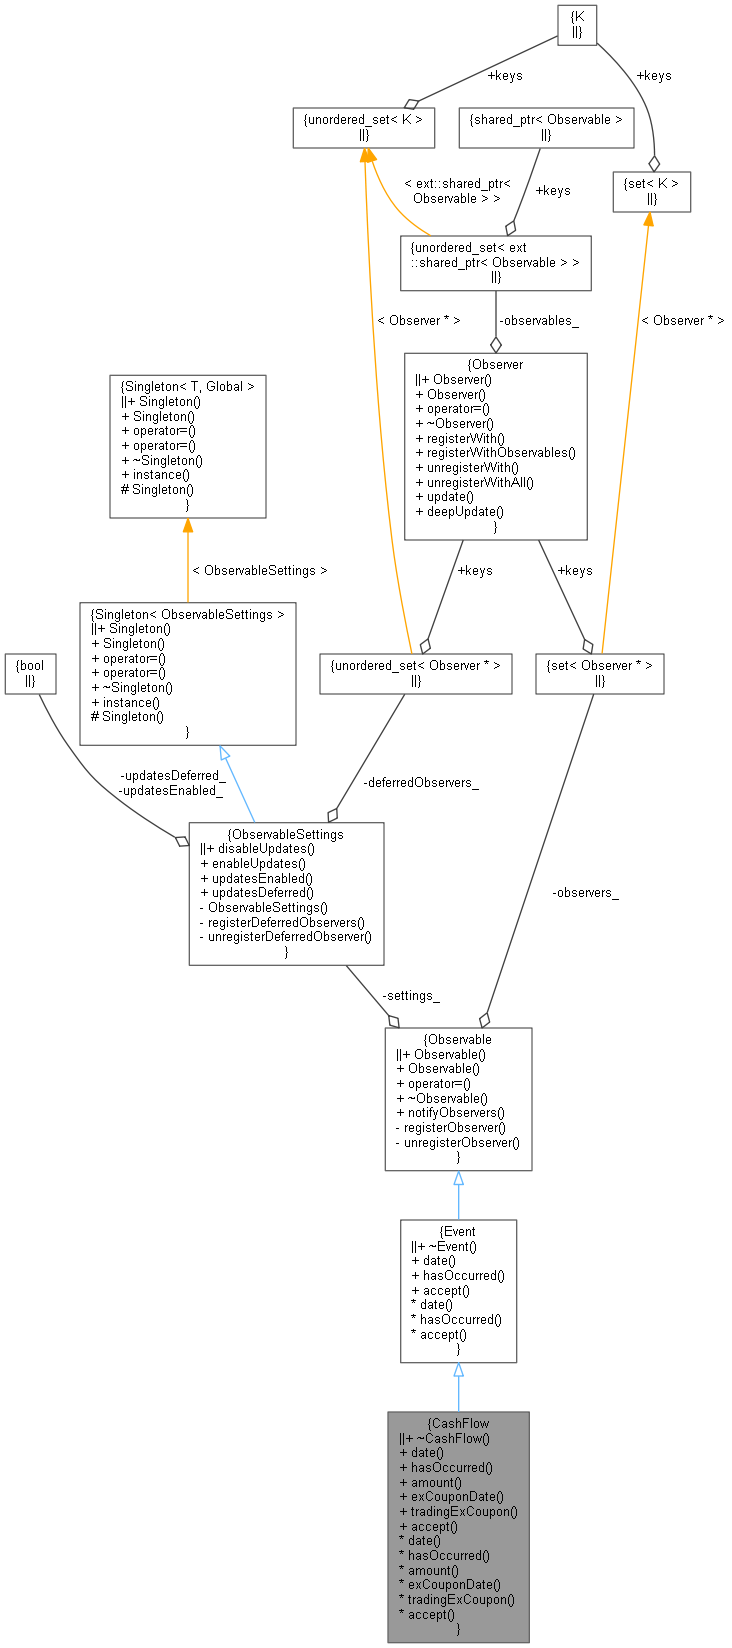 {K
||}
+keys
+keys
{unordered_set< K >
||}
{shared_ptr< Observable >
||}
{set< K >
||}
< ext::shared_ptr<
Observable > >
+keys
{unordered_set< ext
::shared_ptr< Observable > >
||}
< Observer * >
-observables_
< Observer * >
{Observer
||+ Observer()
+ Observer()
+ operator=()
+ ~Observer()
+ registerWith()
+ registerWithObservables()
+ unregisterWith()
+ unregisterWithAll()
+ update()
+ deepUpdate()
}
{Singleton< T, Global >
||+ Singleton()
+ Singleton()
+ operator=()
+ operator=()
+ ~Singleton()
+ instance()
# Singleton()
}
< ObservableSettings >
+keys
+keys
{Singleton< ObservableSettings >
||+ Singleton()
+ Singleton()
+ operator=()
+ operator=()
+ ~Singleton()
+ instance()
# Singleton()
}
{bool
||}
{unordered_set< Observer * >
||}
{set< Observer * >
||}
-updatesDeferred_
-updatesEnabled_
-deferredObservers_
{ObservableSettings
||+ disableUpdates()
+ enableUpdates()
+ updatesEnabled()
+ updatesDeferred()
- ObservableSettings()
- registerDeferredObservers()
- unregisterDeferredObserver()
}
-observers_
-settings_
{Observable
||+ Observable()
+ Observable()
+ operator=()
+ ~Observable()
+ notifyObservers()
- registerObserver()
- unregisterObserver()
}
{Event
||+ ~Event()
+ date()
+ hasOccurred()
+ accept()
* date()
* hasOccurred()
* accept()
}
{CashFlow
||+ ~CashFlow()
+ date()
+ hasOccurred()
+ amount()
+ exCouponDate()
+ tradingExCoupon()
+ accept()
* date()
* hasOccurred()
* amount()
* exCouponDate()
* tradingExCoupon()
* accept()
}